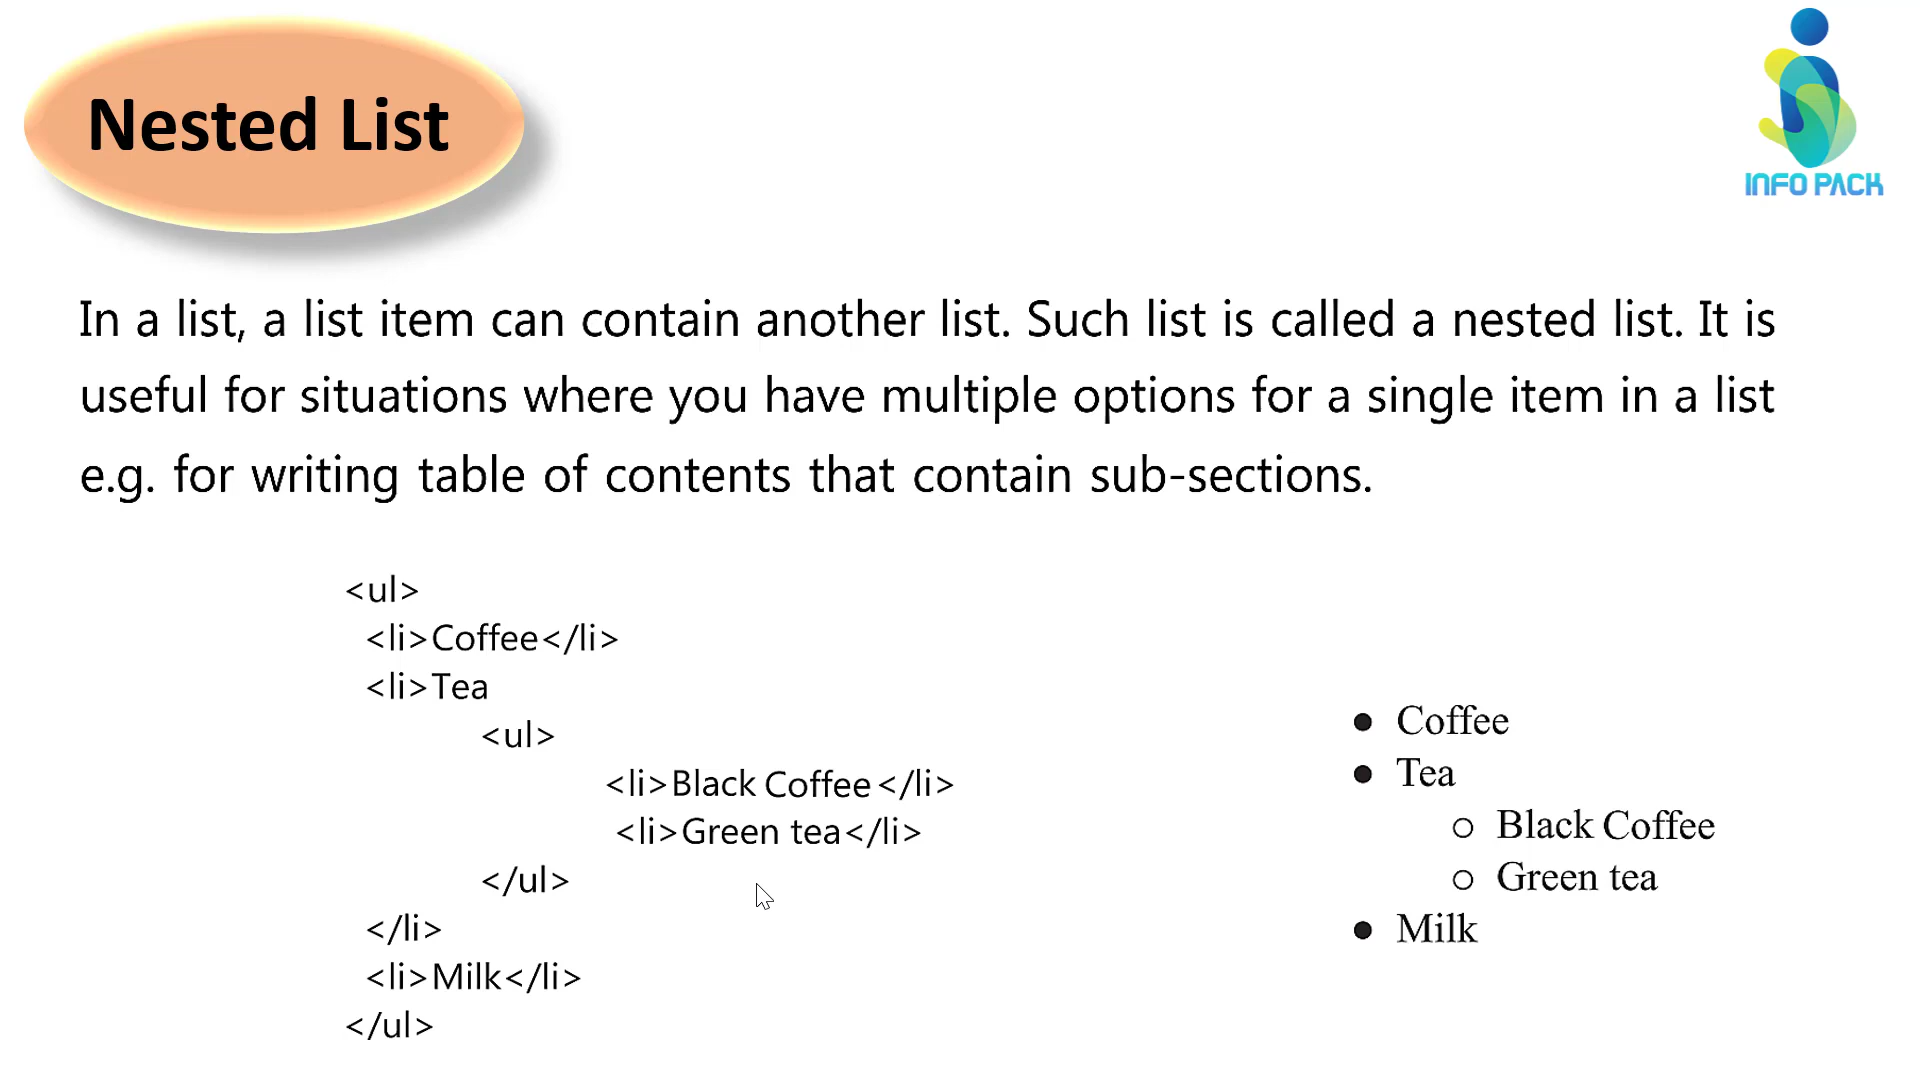 Nested List
INFO PACK
In a list, a list item can contain another list. Such list is called a nested list. It is
useful for situations where you have multiple options for a single item in a list
e.g. for writing table of contents that contain sub-sections.
<ul>
<li>Coffee</li>
<li>Tea
<ul>
<li>Black Coffee</li>
<li>Green tea</li>
</ul>
</li>
<li>Milk</li>
</ul>
● Coffee
● Tea
○ Black Coffee
○ Green tea
● Milk